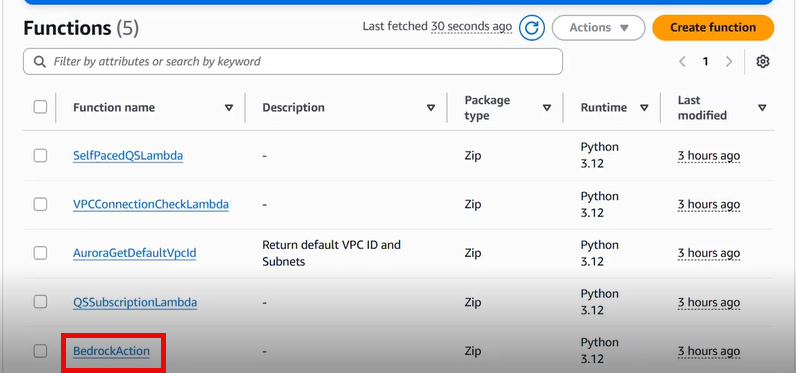 Functions (5)
Last fetched 30 seconds ago
Actions
Create function
Filter by attributes or search by keyword
1
Function name
Description
Package type
Runtime
Last modified
SelfPacedQSLambda
-
Zip
Python 3.12
3 hours ago
VPCConnectionCheckLambda
-
Zip
Python 3.12
3 hours ago
AuroraGetDefaultVpcId
Return default VPC ID and Subnets
Zip
Python 3.12
3 hours ago
QSSubscriptionLambda
-
Zip
Python 3.12
3 hours ago
BedrockAction
-
Zip
Python 3.12
3 hours ago